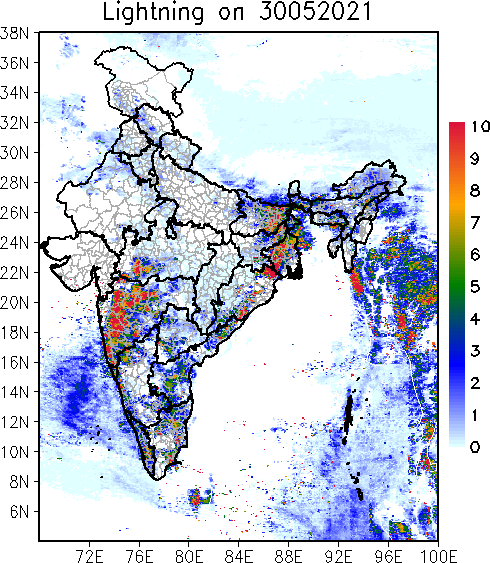 Lightning on 30052021
38N
36N
34N
32N
30N
28N
26N
24N
22N
20N
18N
16N
14N
12N
10N
8N
6N
72E 76E 80E 84E 88E 92E 96E 100E
10
9
8
7
6
5
4
3
2
1
0